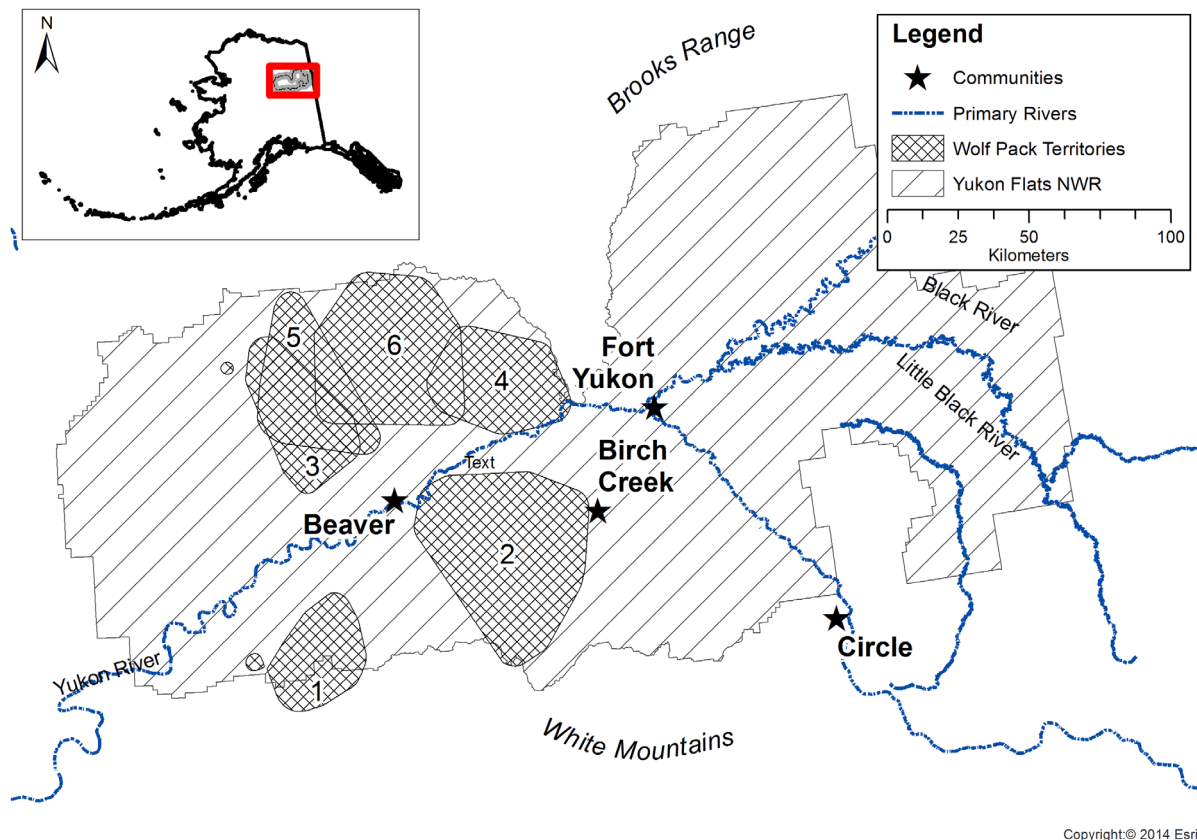 N
Brooks Range
Legend
Communities
Primary Rivers
Wolf Pack Territories
Yukon Flats NWR
0 25 50 100
Kilometers
Black River
Little Black River
5
6
4
3
Fort
Yukon
Text
Birch
Creek
Beaver
2
Circle
Yukon River
1
White Mountains
Copyright:© 2014 Esri